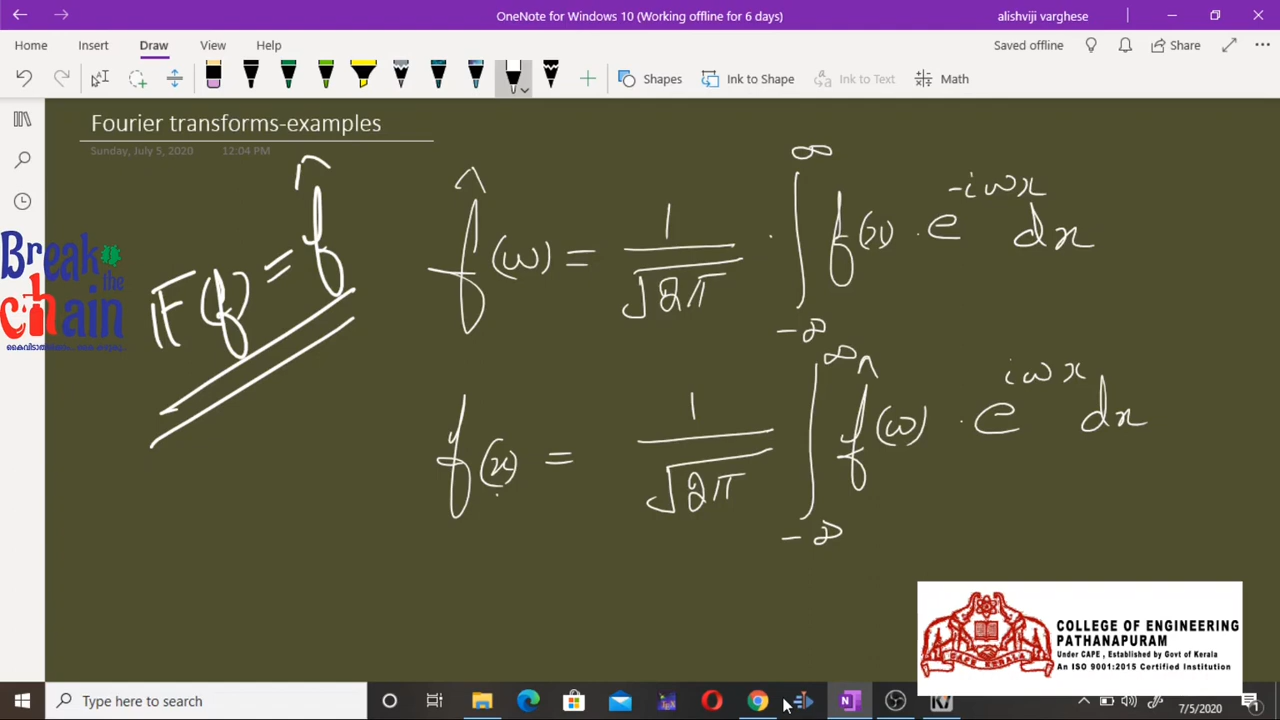 OneNote for Windows 10 (Working offline for 6 days)
alishviji varghese
Home Insert Draw View Help
Saved offline Share
Shapes Ink to Shape Ink to Text Math
Fourier transforms-examples
Sunday, July 5, 2020 12:04 PM
F(f) = f̂
f̂(ω) = 1/√2π · ∫_{-∞}^{∞} f(x) · e^{-iωx} dx
f(x) = 1/√2π ∫_{-∞}^{∞} f̂(ω) · e^{iωx} dx
Break
the
chain
COLLEGE OF ENGINEERING
PATHANAPURAM
Under CAPE , Established by Govt of Kerala
An ISO 9001:2015 Certified Institution
CAPE KERALA
Type here to search
7/5/2020